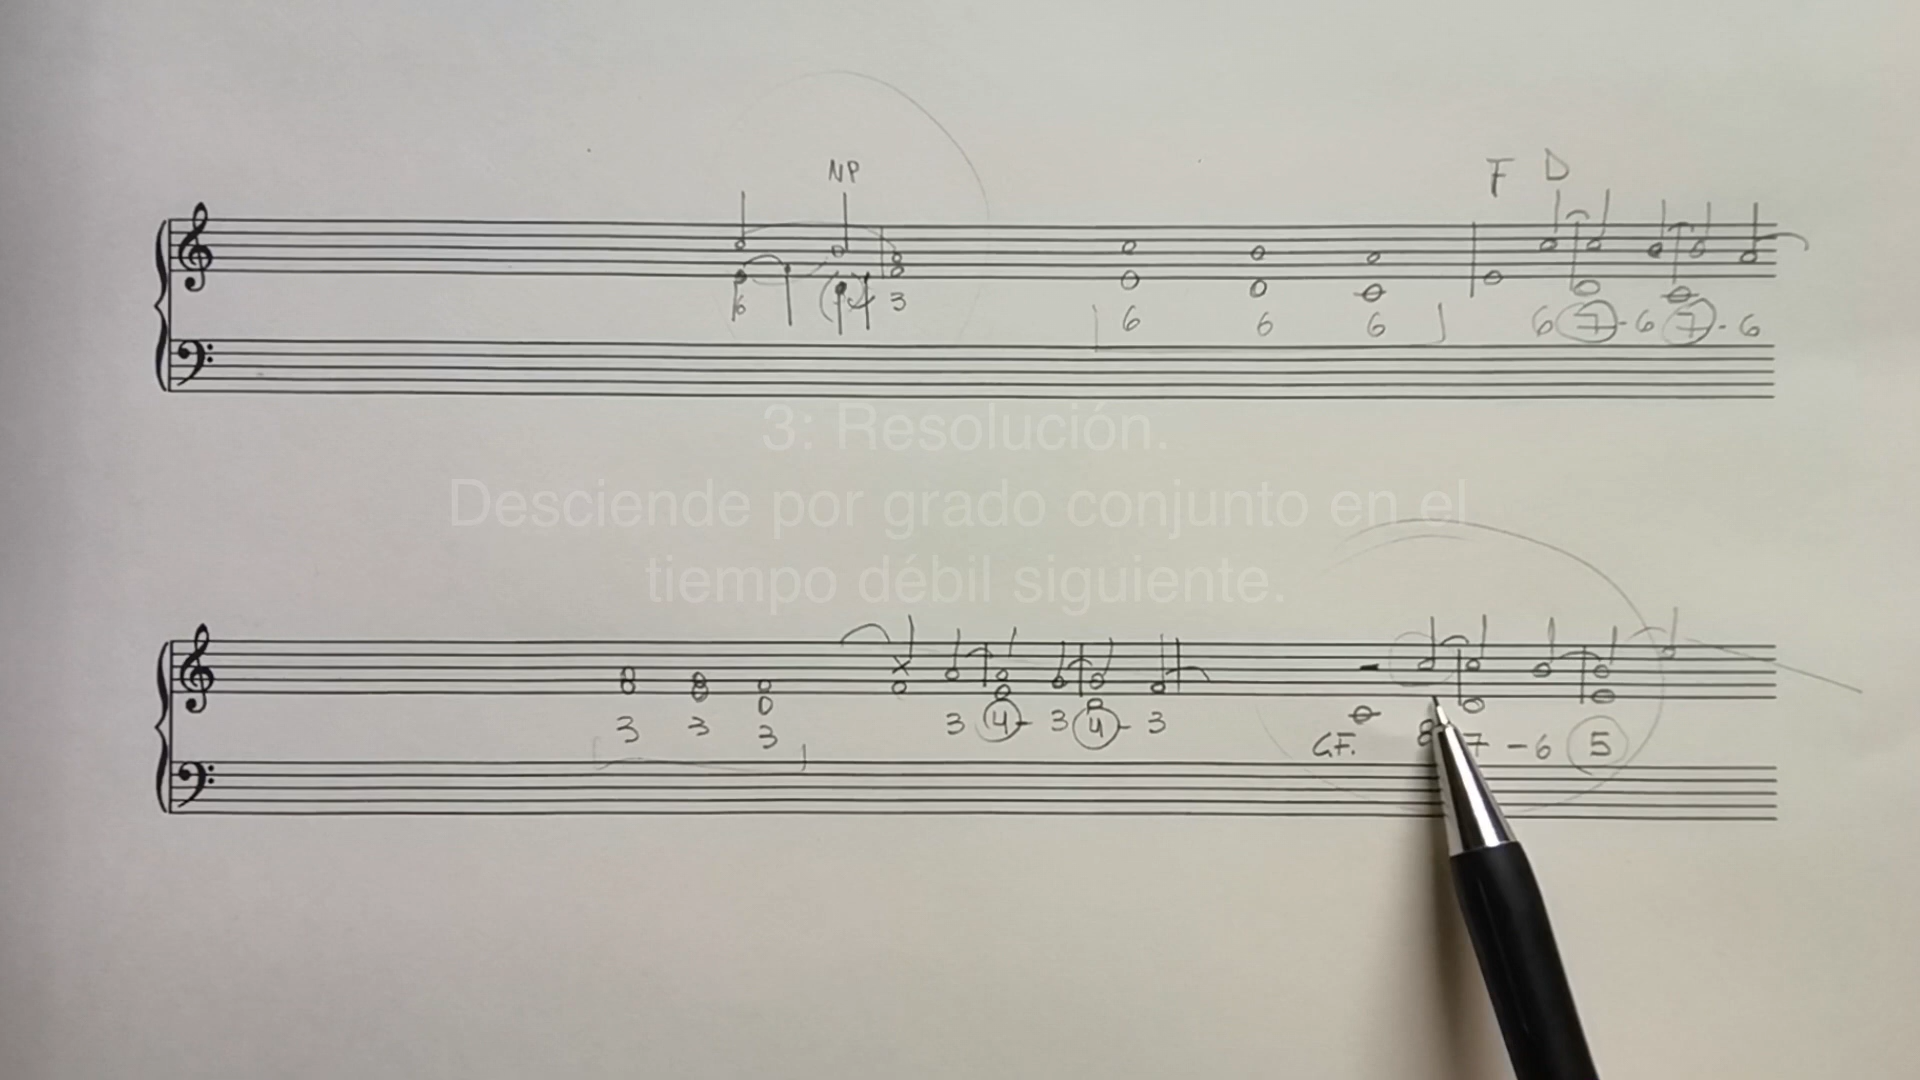 NP
F D
6 4 3
6 6 6
6 7 - 6 7 - 6
3: Resolución.
Desciende por grado conjunto en el
tiempo débil siguiente.
3 3 3
3 4 - 3 4 - 3
C.F. 8 7 - 6 5